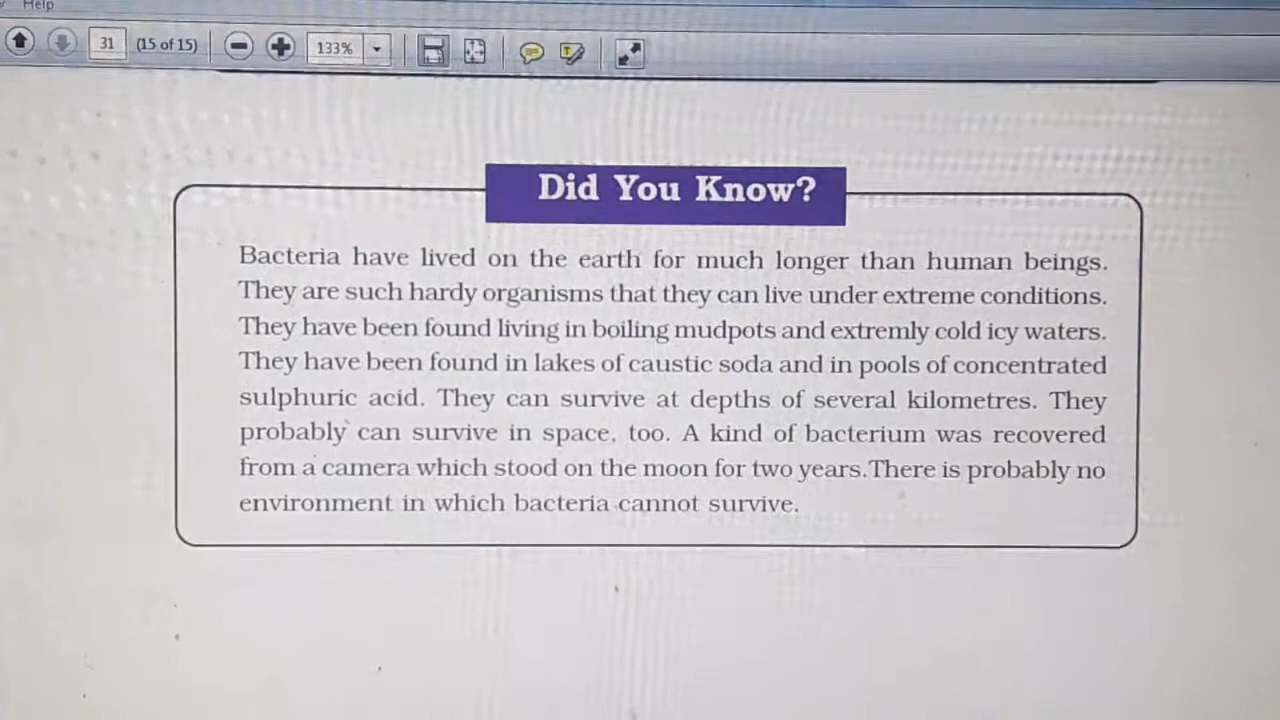 Help
31 (15 of 15) 133%
Did You Know?
Bacteria have lived on the earth for much longer than human beings.
They are such hardy organisms that they can live under extreme conditions.
They have been found living in boiling mudpots and extremly cold icy waters.
They have been found in lakes of caustic soda and in pools of concentrated
sulphuric acid. They can survive at depths of several kilometres. They
probably can survive in space, too. A kind of bacterium was recovered
from a camera which stood on the moon for two years.There is probably no
environment in which bacteria cannot survive.